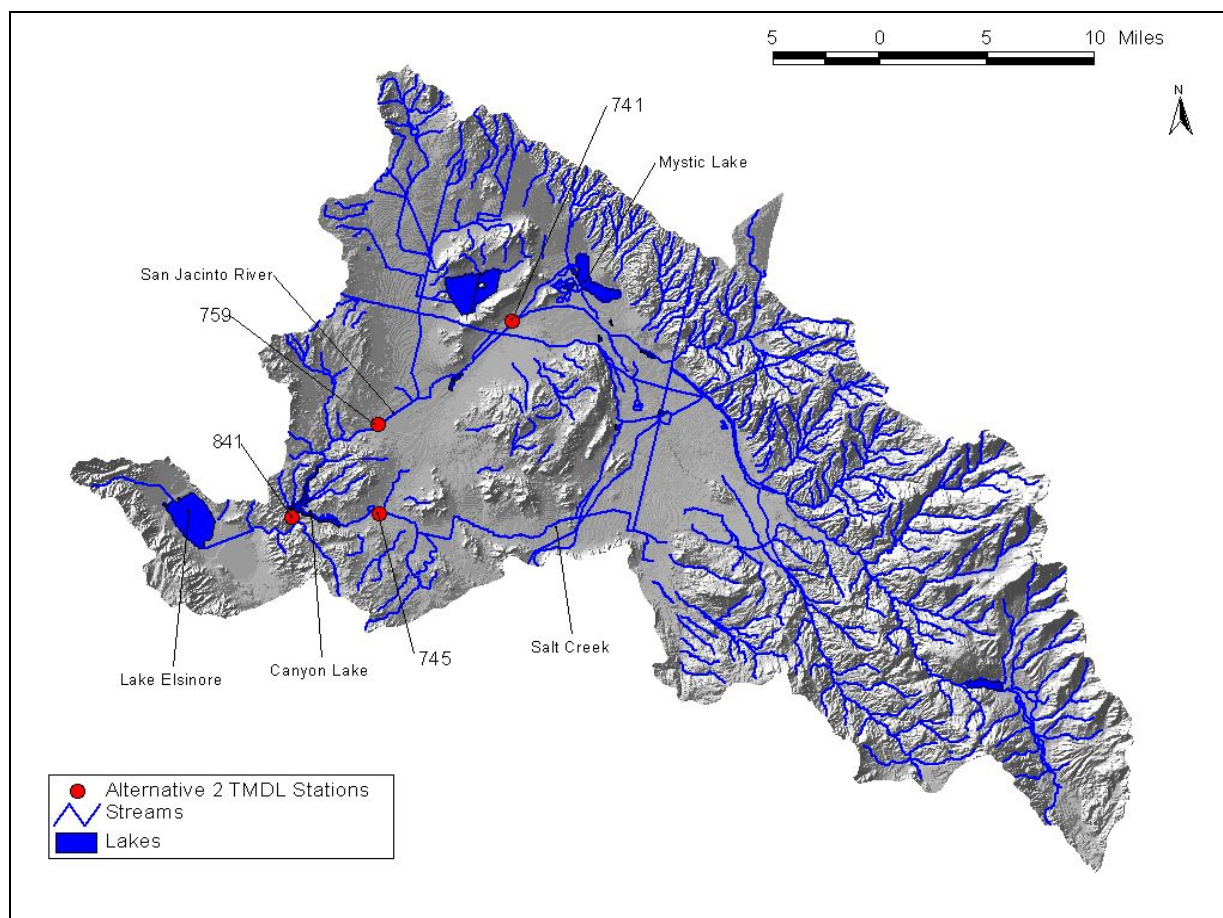 5 0 5 10 Miles
N
741
Mystic Lake
San Jacinto River
759
841
Lake Elsinore
Canyon Lake
745
Salt Creek
Alternative 2 TMDL Stations
Streams
Lakes